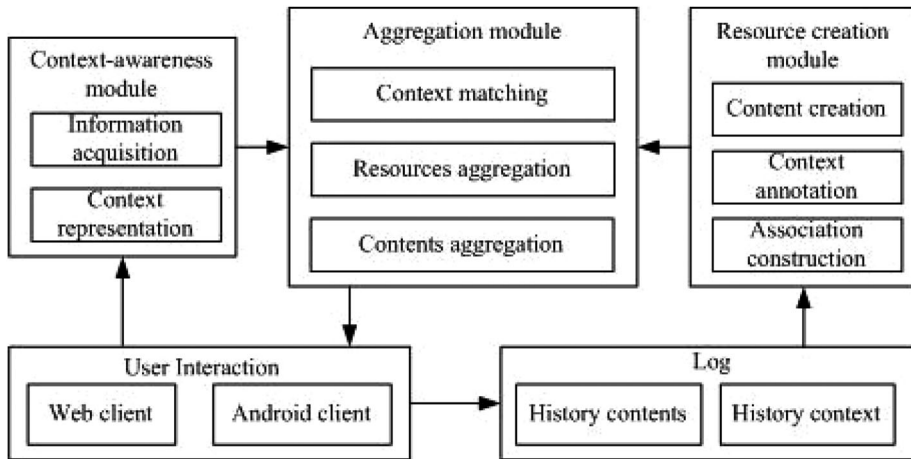 Context-awareness
module
Information
acquisition
Context
representation
Aggregation module
Context matching
Resources aggregation
Contents aggregation
Resource creation
module
Content creation
Context
annotation
Association
construction
User Interaction
Web client
Android client
Log
History contents
History context